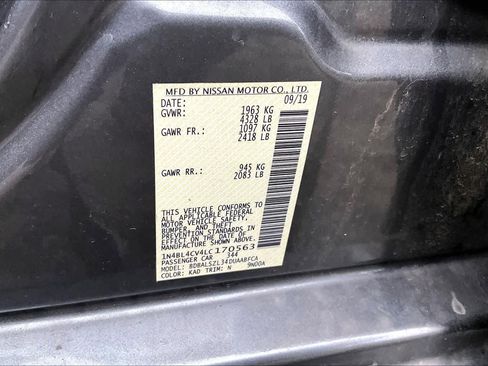 MFD BY NISSAN MOTOR CO., LTD.
DATE: 09/19
GVWR: 1963 KG
4328 LB
GAWR FR.: 1097 KG
2418 LB
GAWR RR.: 945 KG
2083 LB
THIS VEHICLE CONFORMS TO
ALL APPLICABLE FEDERAL
MOTOR VEHICLE SAFETY,
BUMPER, AND THEFT
PREVENTION STANDARDS IN
EFFECT ON THE DATE OF
MANUFACTURE SHOWN ABOVE.
1N4BL4CV4LC170563
PASSENGER CAR 344
MODEL: BDBALSZL34DUAABFCA
COLOR: KAD TRIM: N 9N00A